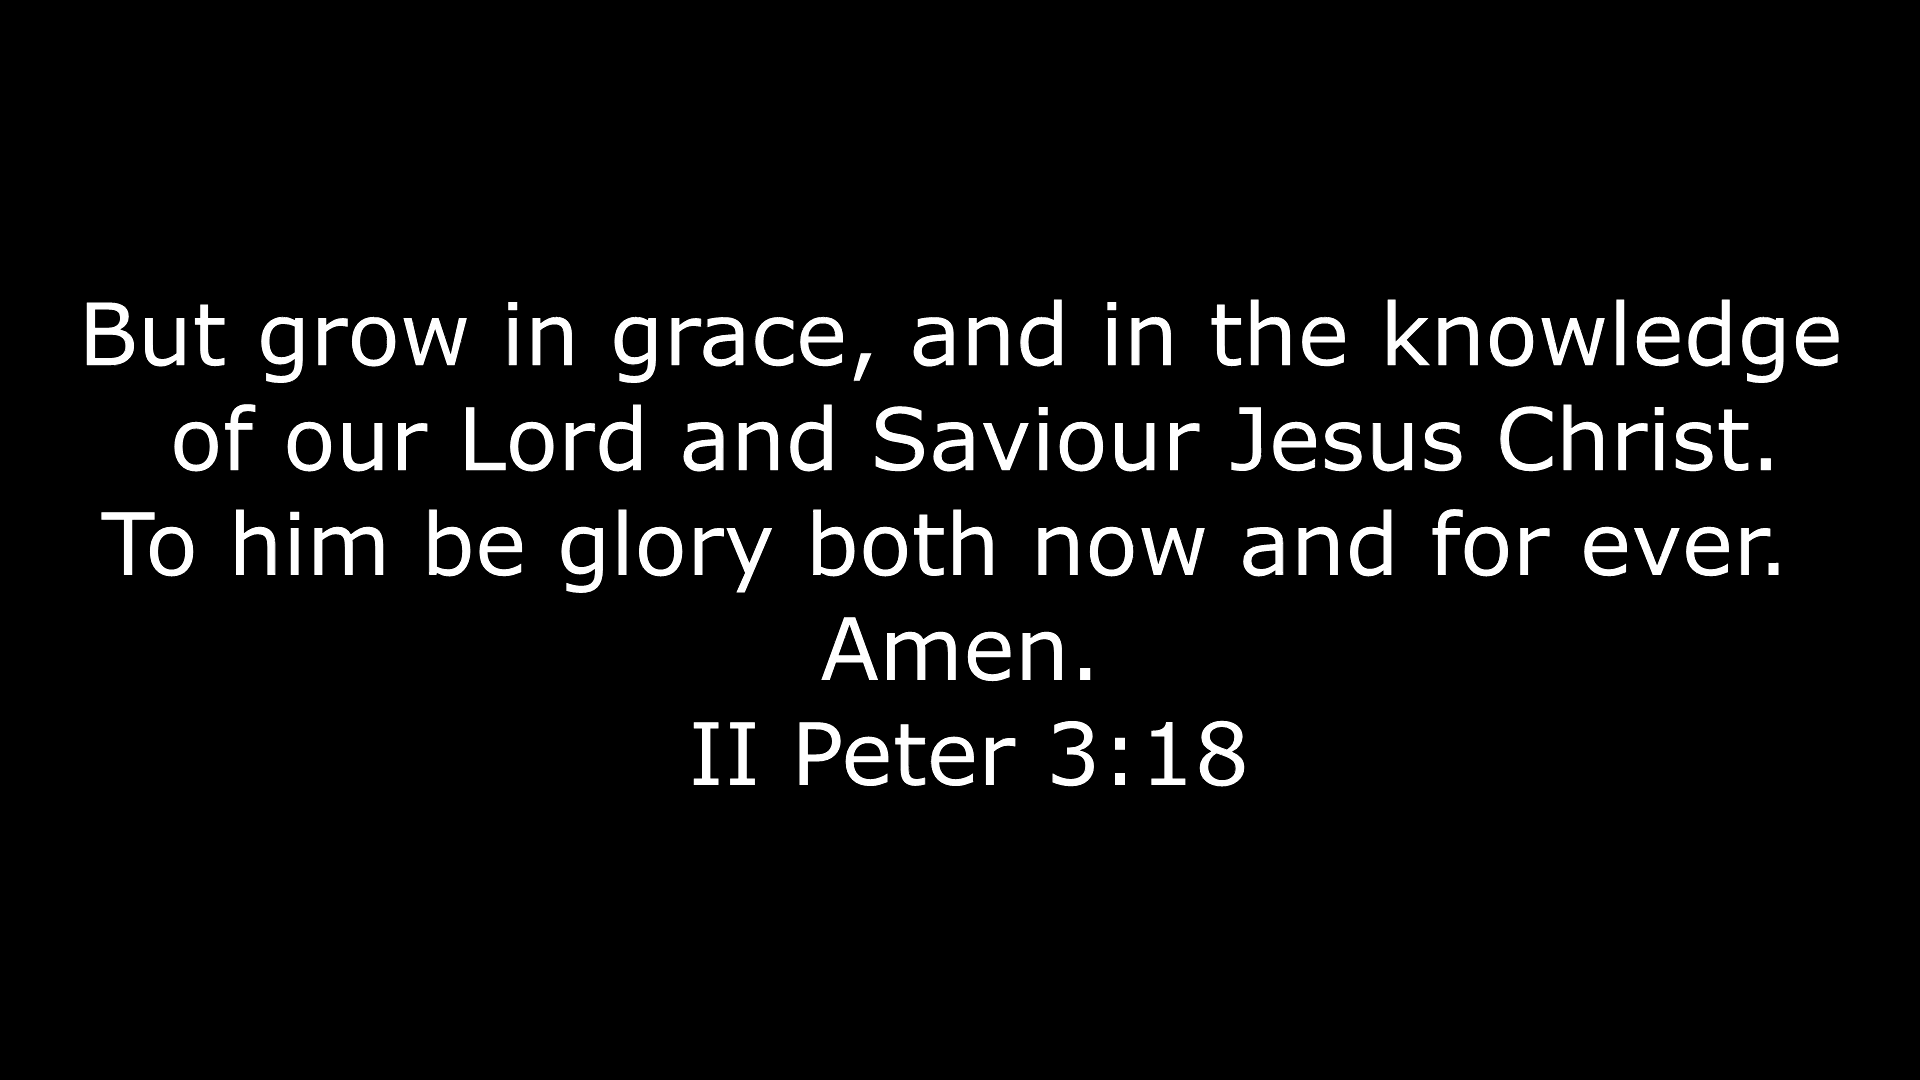 But grow in grace, and in the knowledge
of our Lord and Saviour Jesus Christ.
To him be glory both now and for ever.
Amen.
II Peter 3:18